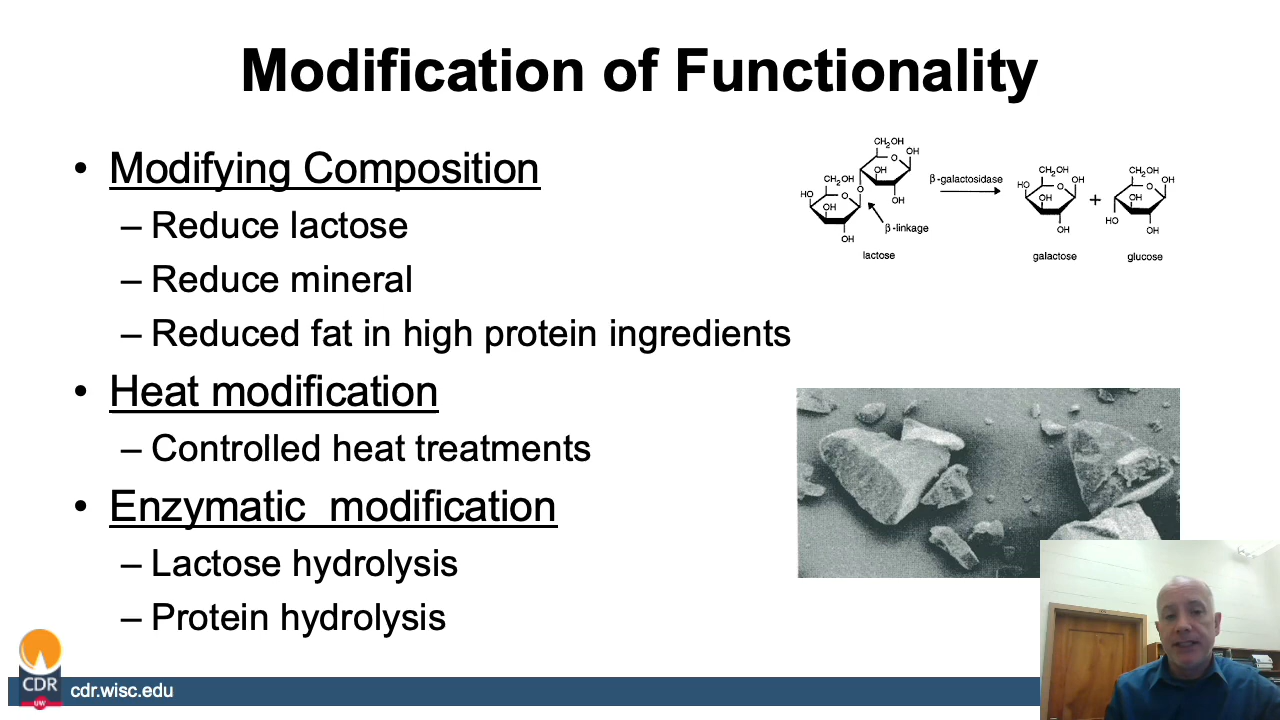 Modification of Functionality
• Modifying Composition
– Reduce lactose
– Reduce mineral
– Reduced fat in high protein ingredients
• Heat modification
– Controlled heat treatments
• Enzymatic  modification
– Lactose hydrolysis
– Protein hydrolysis
CH2OH
OH
O
OH
OH
CH2OH
HO
O
O
OH
OH
β-linkage
lactose
β-galactosidase
CH2OH
HO
O
OH
OH
OH
galactose
+
CH2OH
O
OH
OH
HO
OH
glucose
CDR
UW
cdr.wisc.edu